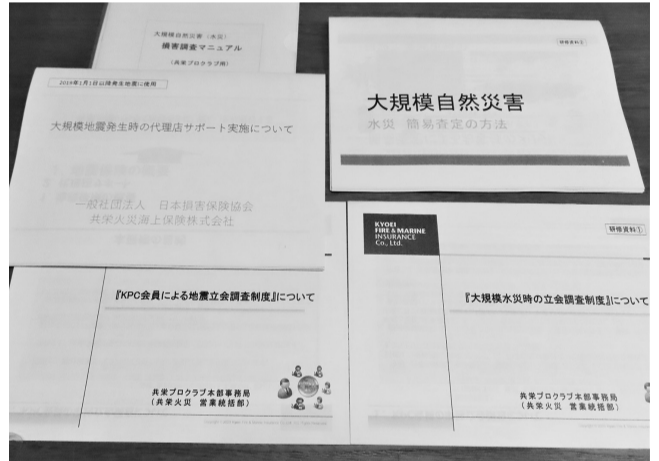 大規模自然災害（水災）
損害調査マニュアル
（共栄プロクラブ用）
研修資料②
大規模自然災害
水災 簡易査定の方法
2019年1月1日以降発生地震に使用
大規模地震発生時の代理店サポート実施について
一般社団法人 日本損害保険協会
共栄火災海上保険株式会社
『KPC会員による地震立会調査制度』について
共栄プロクラブ本部事務局
（共栄火災 営業統括部）
KYOEI
FIRE & MARINE
INSURANCE
Co., Ltd.
研修資料①
『大規模水災時の立会調査制度』について
共栄プロクラブ本部事務局
（共栄火災 営業統括部）